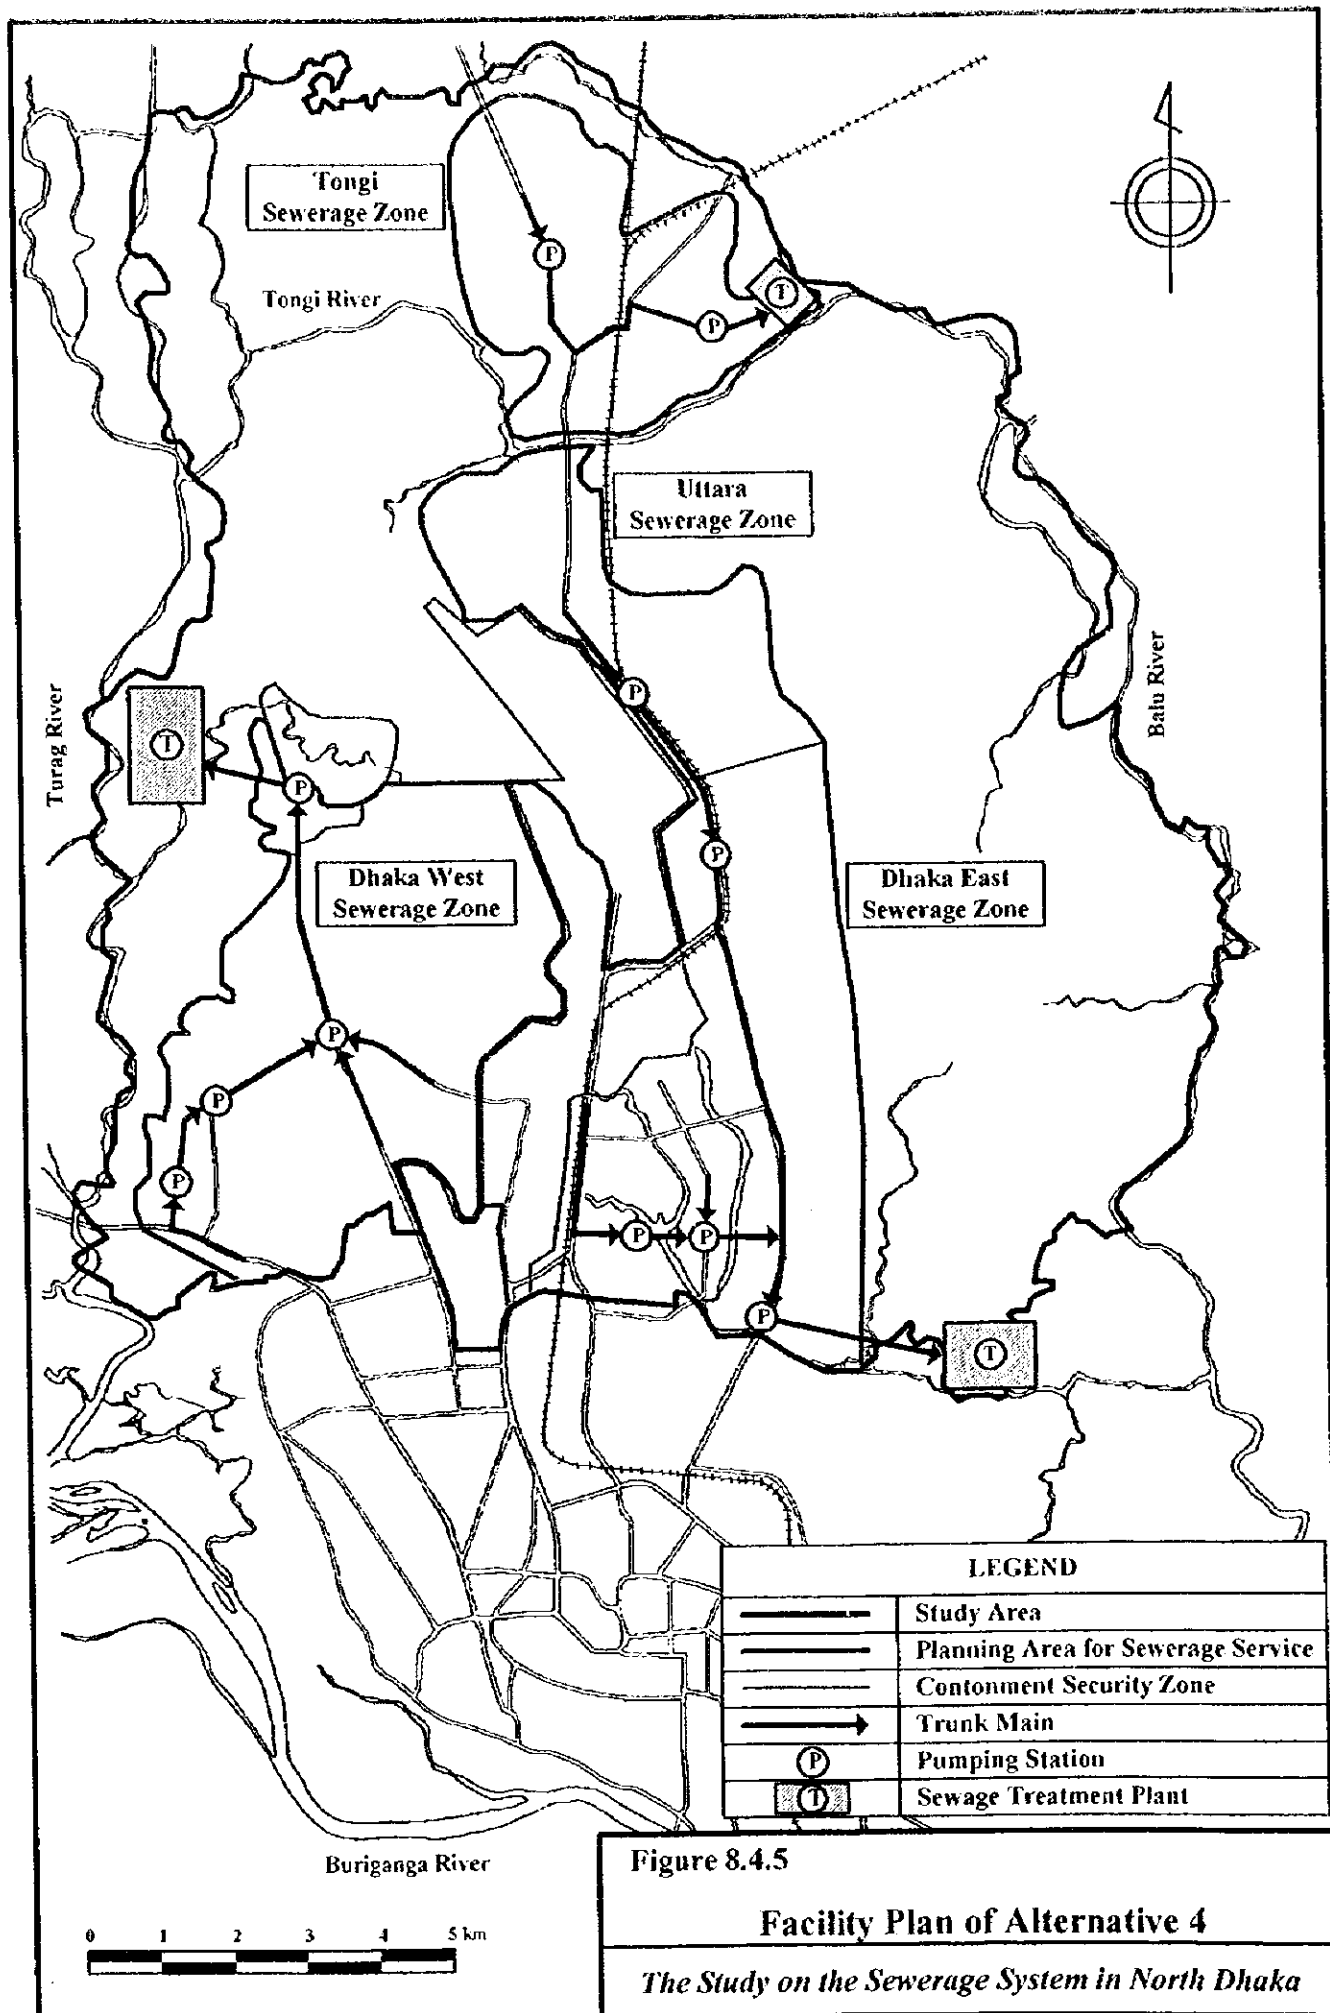 Tongi
Sewerage Zone
P
Tongi River
T
P
Uttara
Sewerage Zone
Turag River
Balu River
P
T
P
P
Dhaka West
Sewerage Zone
Dhaka East
Sewerage Zone
P
P
P
P
P
P
T
LEGEND
Study Area
Planning Area for Sewerage Service
Contonment Security Zone
Trunk Main
P
Pumping Station
T
Sewage Treatment Plant
Buriganga River
Figure 8.4.5
Facility Plan of Alternative 4
0 1 2 3 4 5 km
The Study on the Sewerage System in North Dhaka